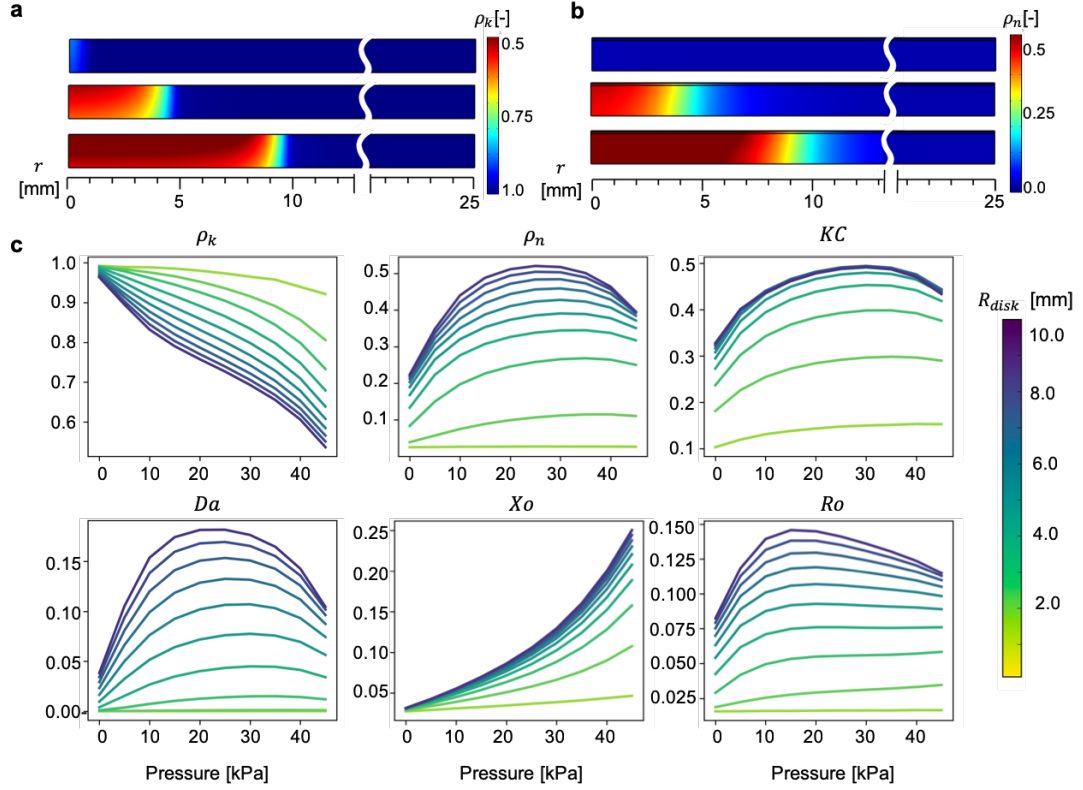 a
ρk[-]
0.5
0.75
1.0
r
[mm]
0 5 10 25
b
ρn[-]
0.5
0.25
0.0
r
[mm]
0 5 10 25
c
ρk ρn KC
1.0
0.9
0.8
0.7
0.6
0 10 20 30 40
0.5
0.4
0.3
0.2
0.1
0 10 20 30 40
0.5
0.4
0.3
0.2
0.1
0 10 20 30 40
Rdisk [mm]
10.0
8.0
6.0
4.0
2.0
Da Xo Ro
0.15
0.10
0.05
0.00
0 10 20 30 40
0.25
0.20
0.15
0.10
0.05
0 10 20 30 40
0.150
0.125
0.100
0.075
0.050
0.025
0 10 20 30 40
Pressure [kPa] Pressure [kPa] Pressure [kPa]